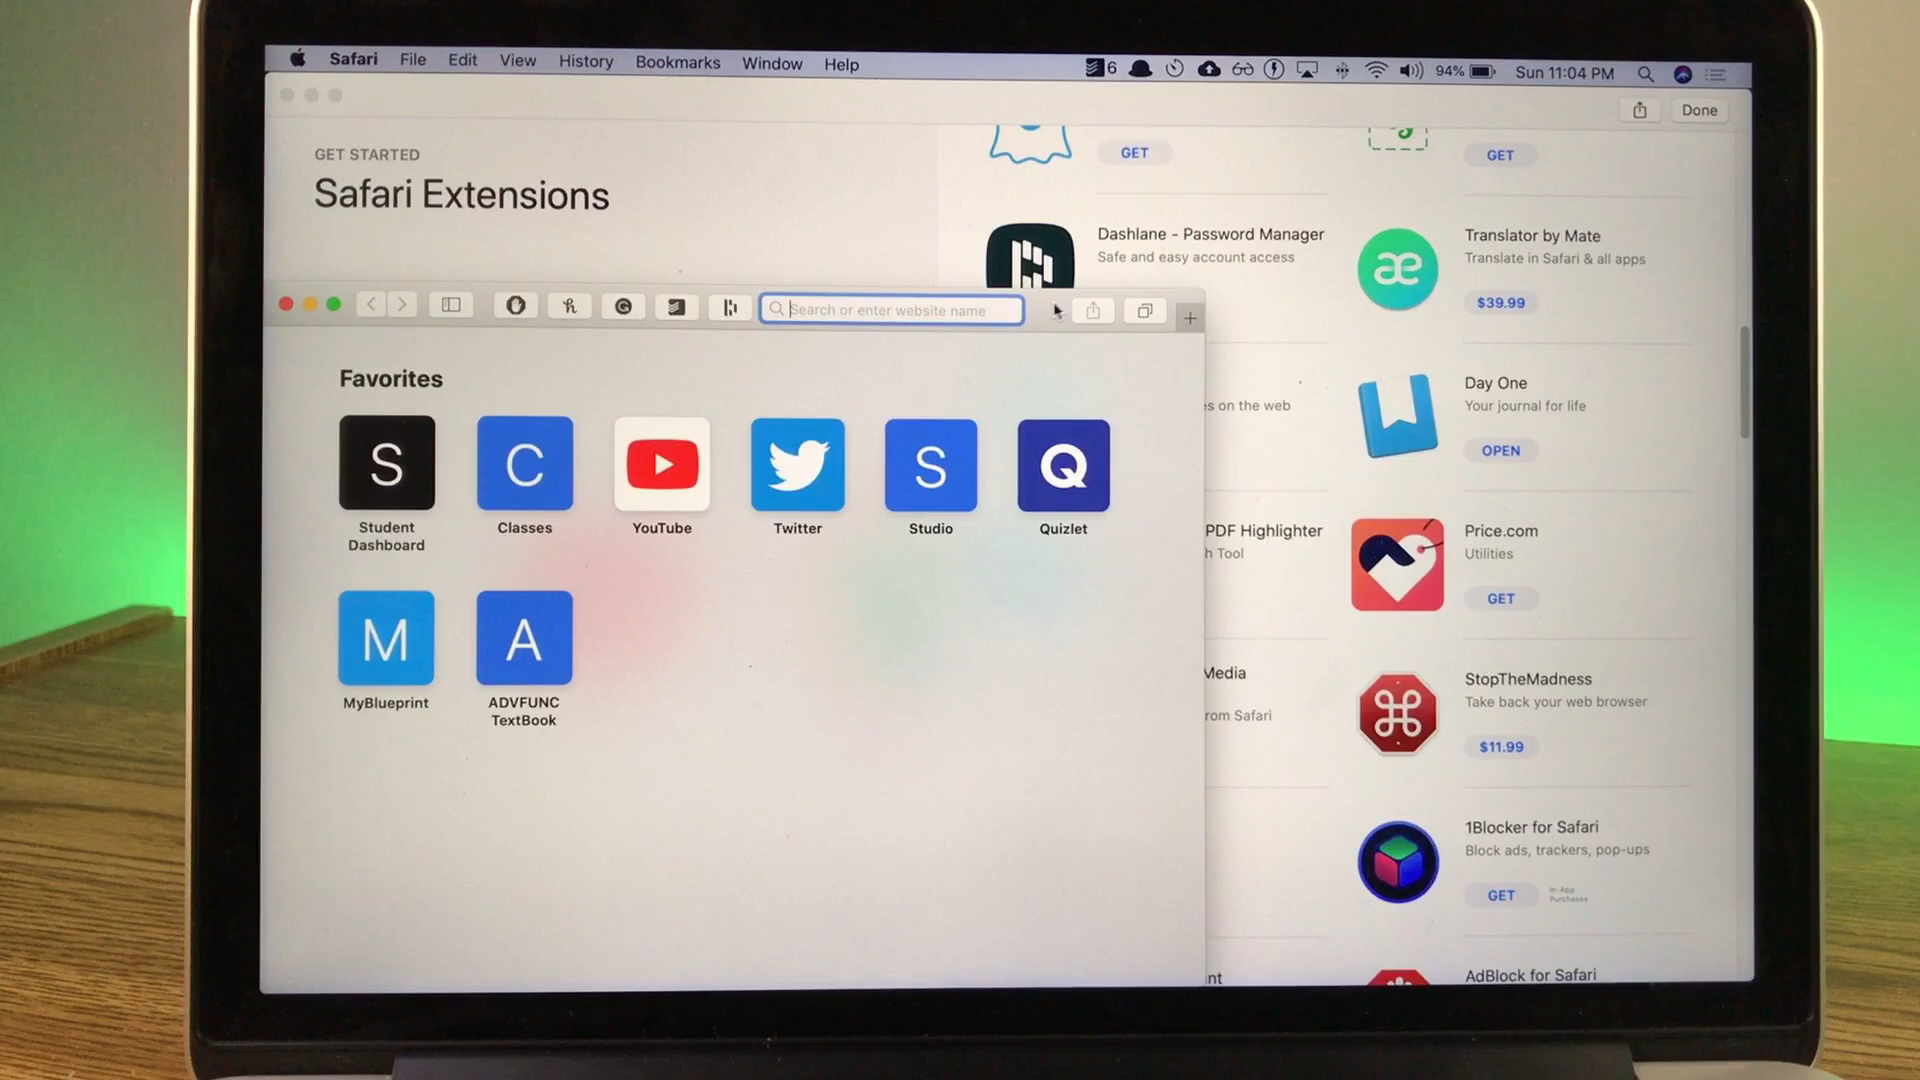 Safari File Edit View History Bookmarks Window Help
6 94% Sun 11:04 PM
Done
GET STARTED
Safari Extensions
GET
GET
Dashlane - Password Manager
Safe and easy account access
Translator by Mate
Translate in Safari & all apps
$39.99
Search or enter website name
Favorites
S
C
S
Q
Student
Dashboard
Classes
YouTube
Twitter
Studio
Quizlet
M
A
MyBlueprint
ADVFUNC
TextBook
es on the web
Day One
Your journal for life
OPEN
PDF Highlighter
h Tool
Price.com
Utilities
GET
Media
rom Safari
StopTheMadness
Take back your web browser
$11.99
1Blocker for Safari
Block ads, trackers, pop-ups
GET
In-App
Purchases
nt
AdBlock for Safari